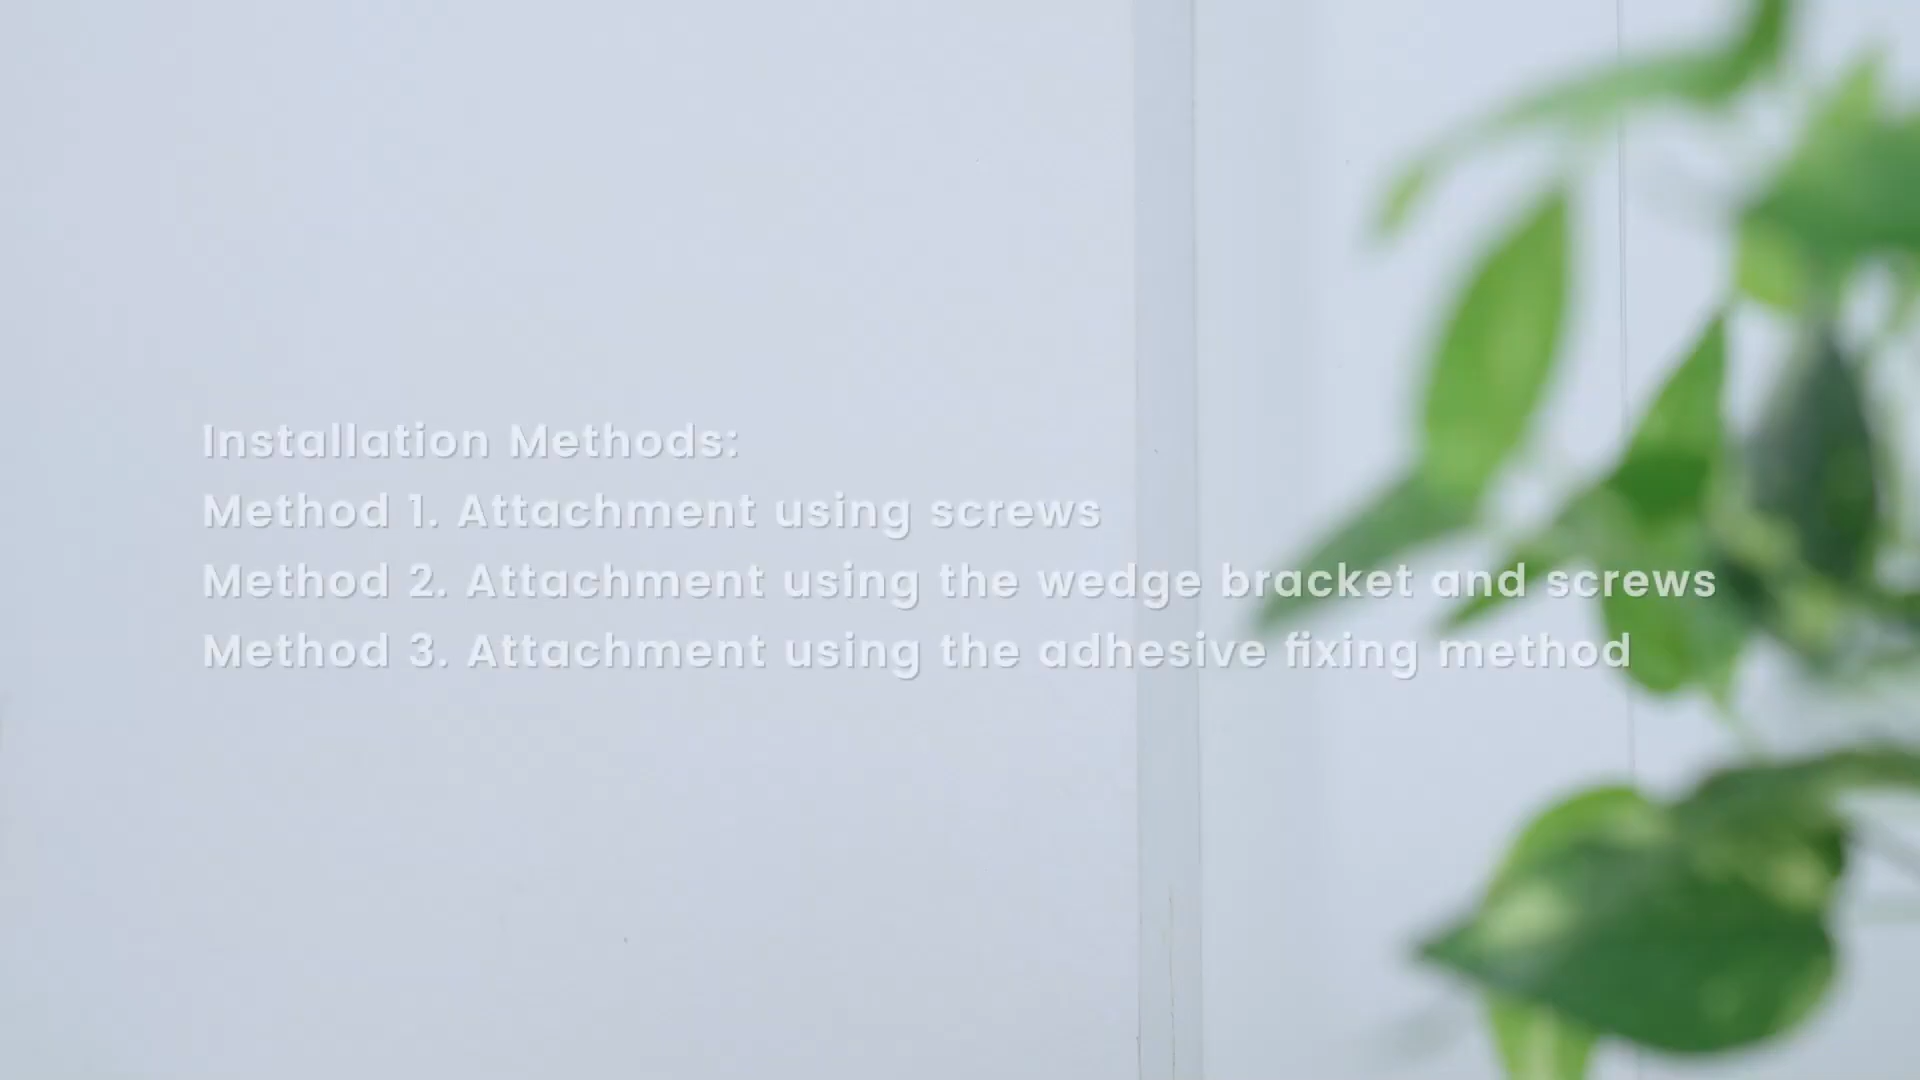 Installation Methods:
Method 1. Attachment using screws
Method 2. Attachment using the wedge bracket and screws
Method 3. Attachment using the adhesive fixing method